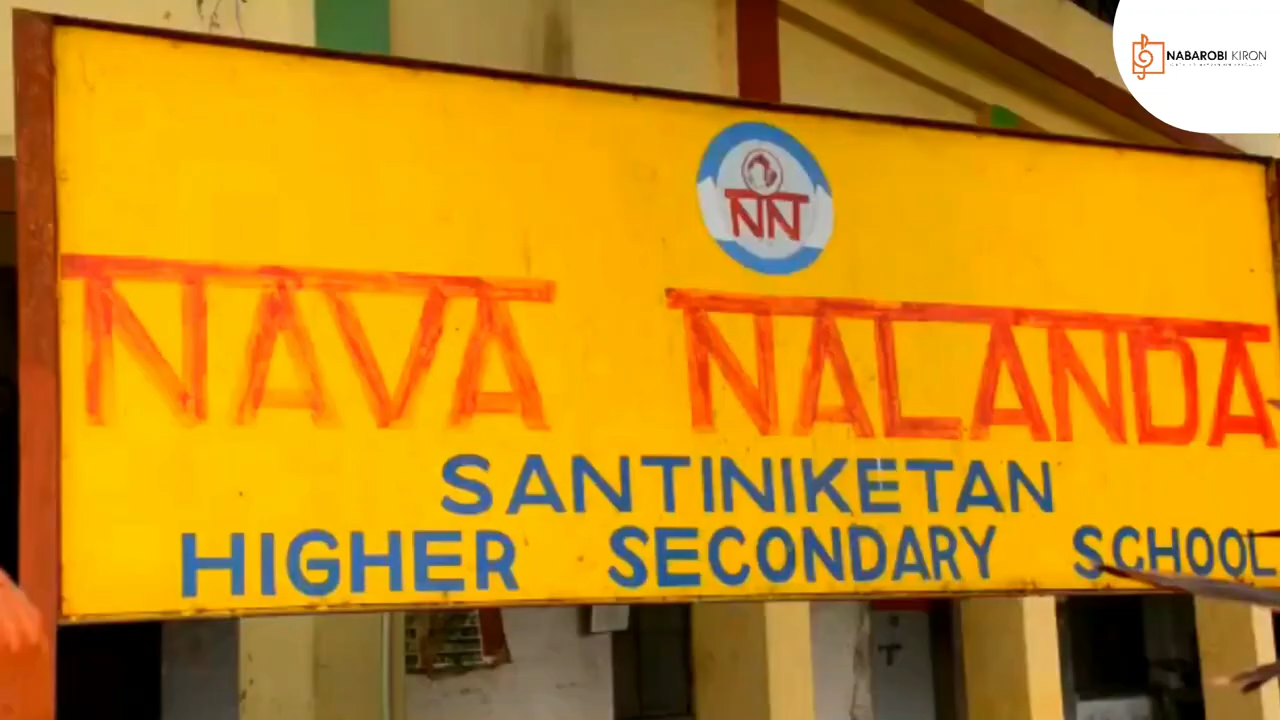 NABAROBI KIRON
NN
NAVA NALANDA
SANTINIKETAN
HIGHER SECONDARY SCHOOL